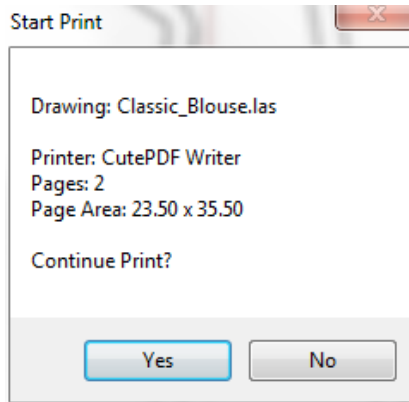 Start Print
Drawing: Classic_Blouse.las
Printer: CutePDF Writer
Pages: 2
Page Area: 23.50 x 35.50
Continue Print?
Yes
No